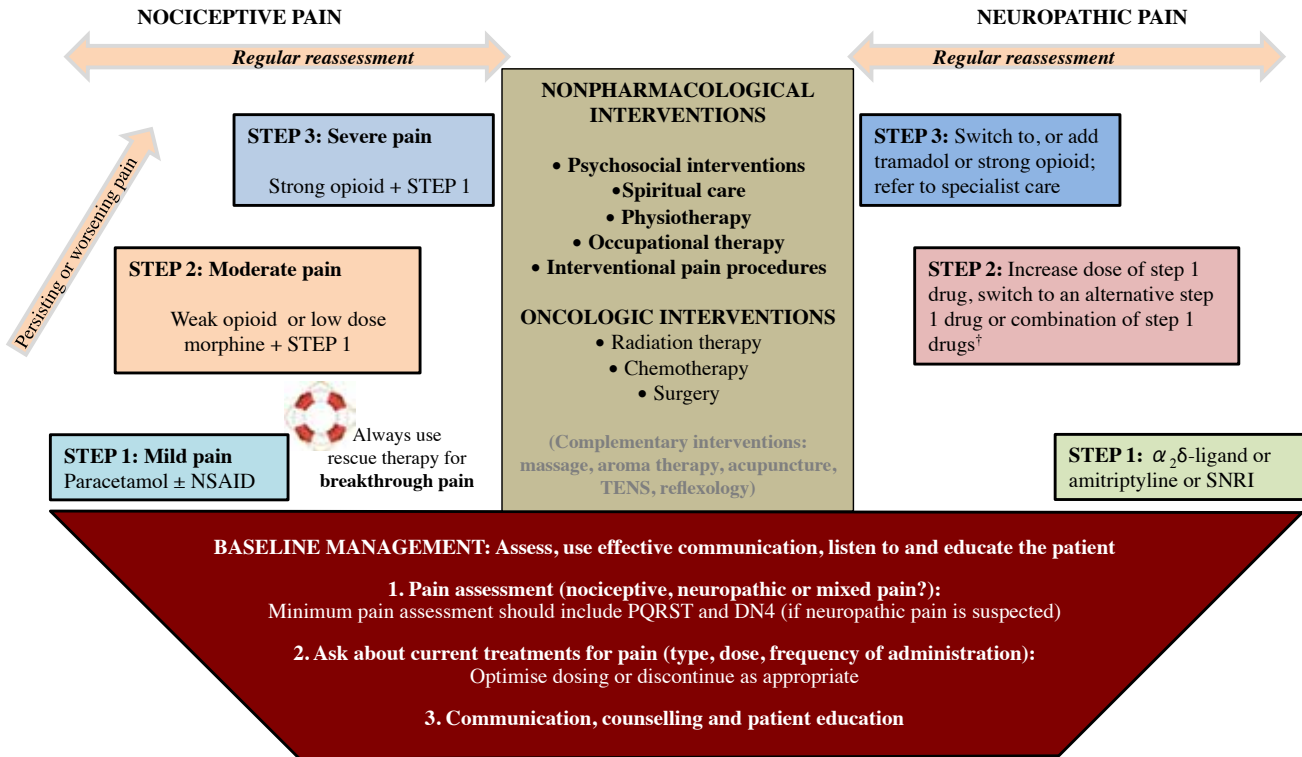 NOCICEPTIVE PAIN
Regular reassessment
Persisting or worsening pain
STEP 3: Severe pain
Strong opioid + STEP 1
STEP 2: Moderate pain
Weak opioid or low dose
morphine + STEP 1
STEP 1: Mild pain
Paracetamol ± NSAID
Always use
rescue therapy for
breakthrough pain
NONPHARMACOLOGICAL
INTERVENTIONS
• Psychosocial interventions
•Spiritual care
• Physiotherapy
• Occupational therapy
• Interventional pain procedures
ONCOLOGIC INTERVENTIONS
• Radiation therapy
• Chemotherapy
• Surgery
(Complementary interventions:
massage, aroma therapy, acupuncture,
TENS, reflexology)
NEUROPATHIC PAIN
Regular reassessment
STEP 3: Switch to, or add
tramadol or strong opioid;
refer to specialist care
STEP 2: Increase dose of step 1
drug, switch to an alternative step
1 drug or combination of step 1
drugs†
STEP 1: α₂δ-ligand or
amitriptyline or SNRI
BASELINE MANAGEMENT: Assess, use effective communication, listen to and educate the patient
1. Pain assessment (nociceptive, neuropathic or mixed pain?):
Minimum pain assessment should include PQRST and DN4 (if neuropathic pain is suspected)
2. Ask about current treatments for pain (type, dose, frequency of administration):
Optimise dosing or discontinue as appropriate
3. Communication, counselling and patient education